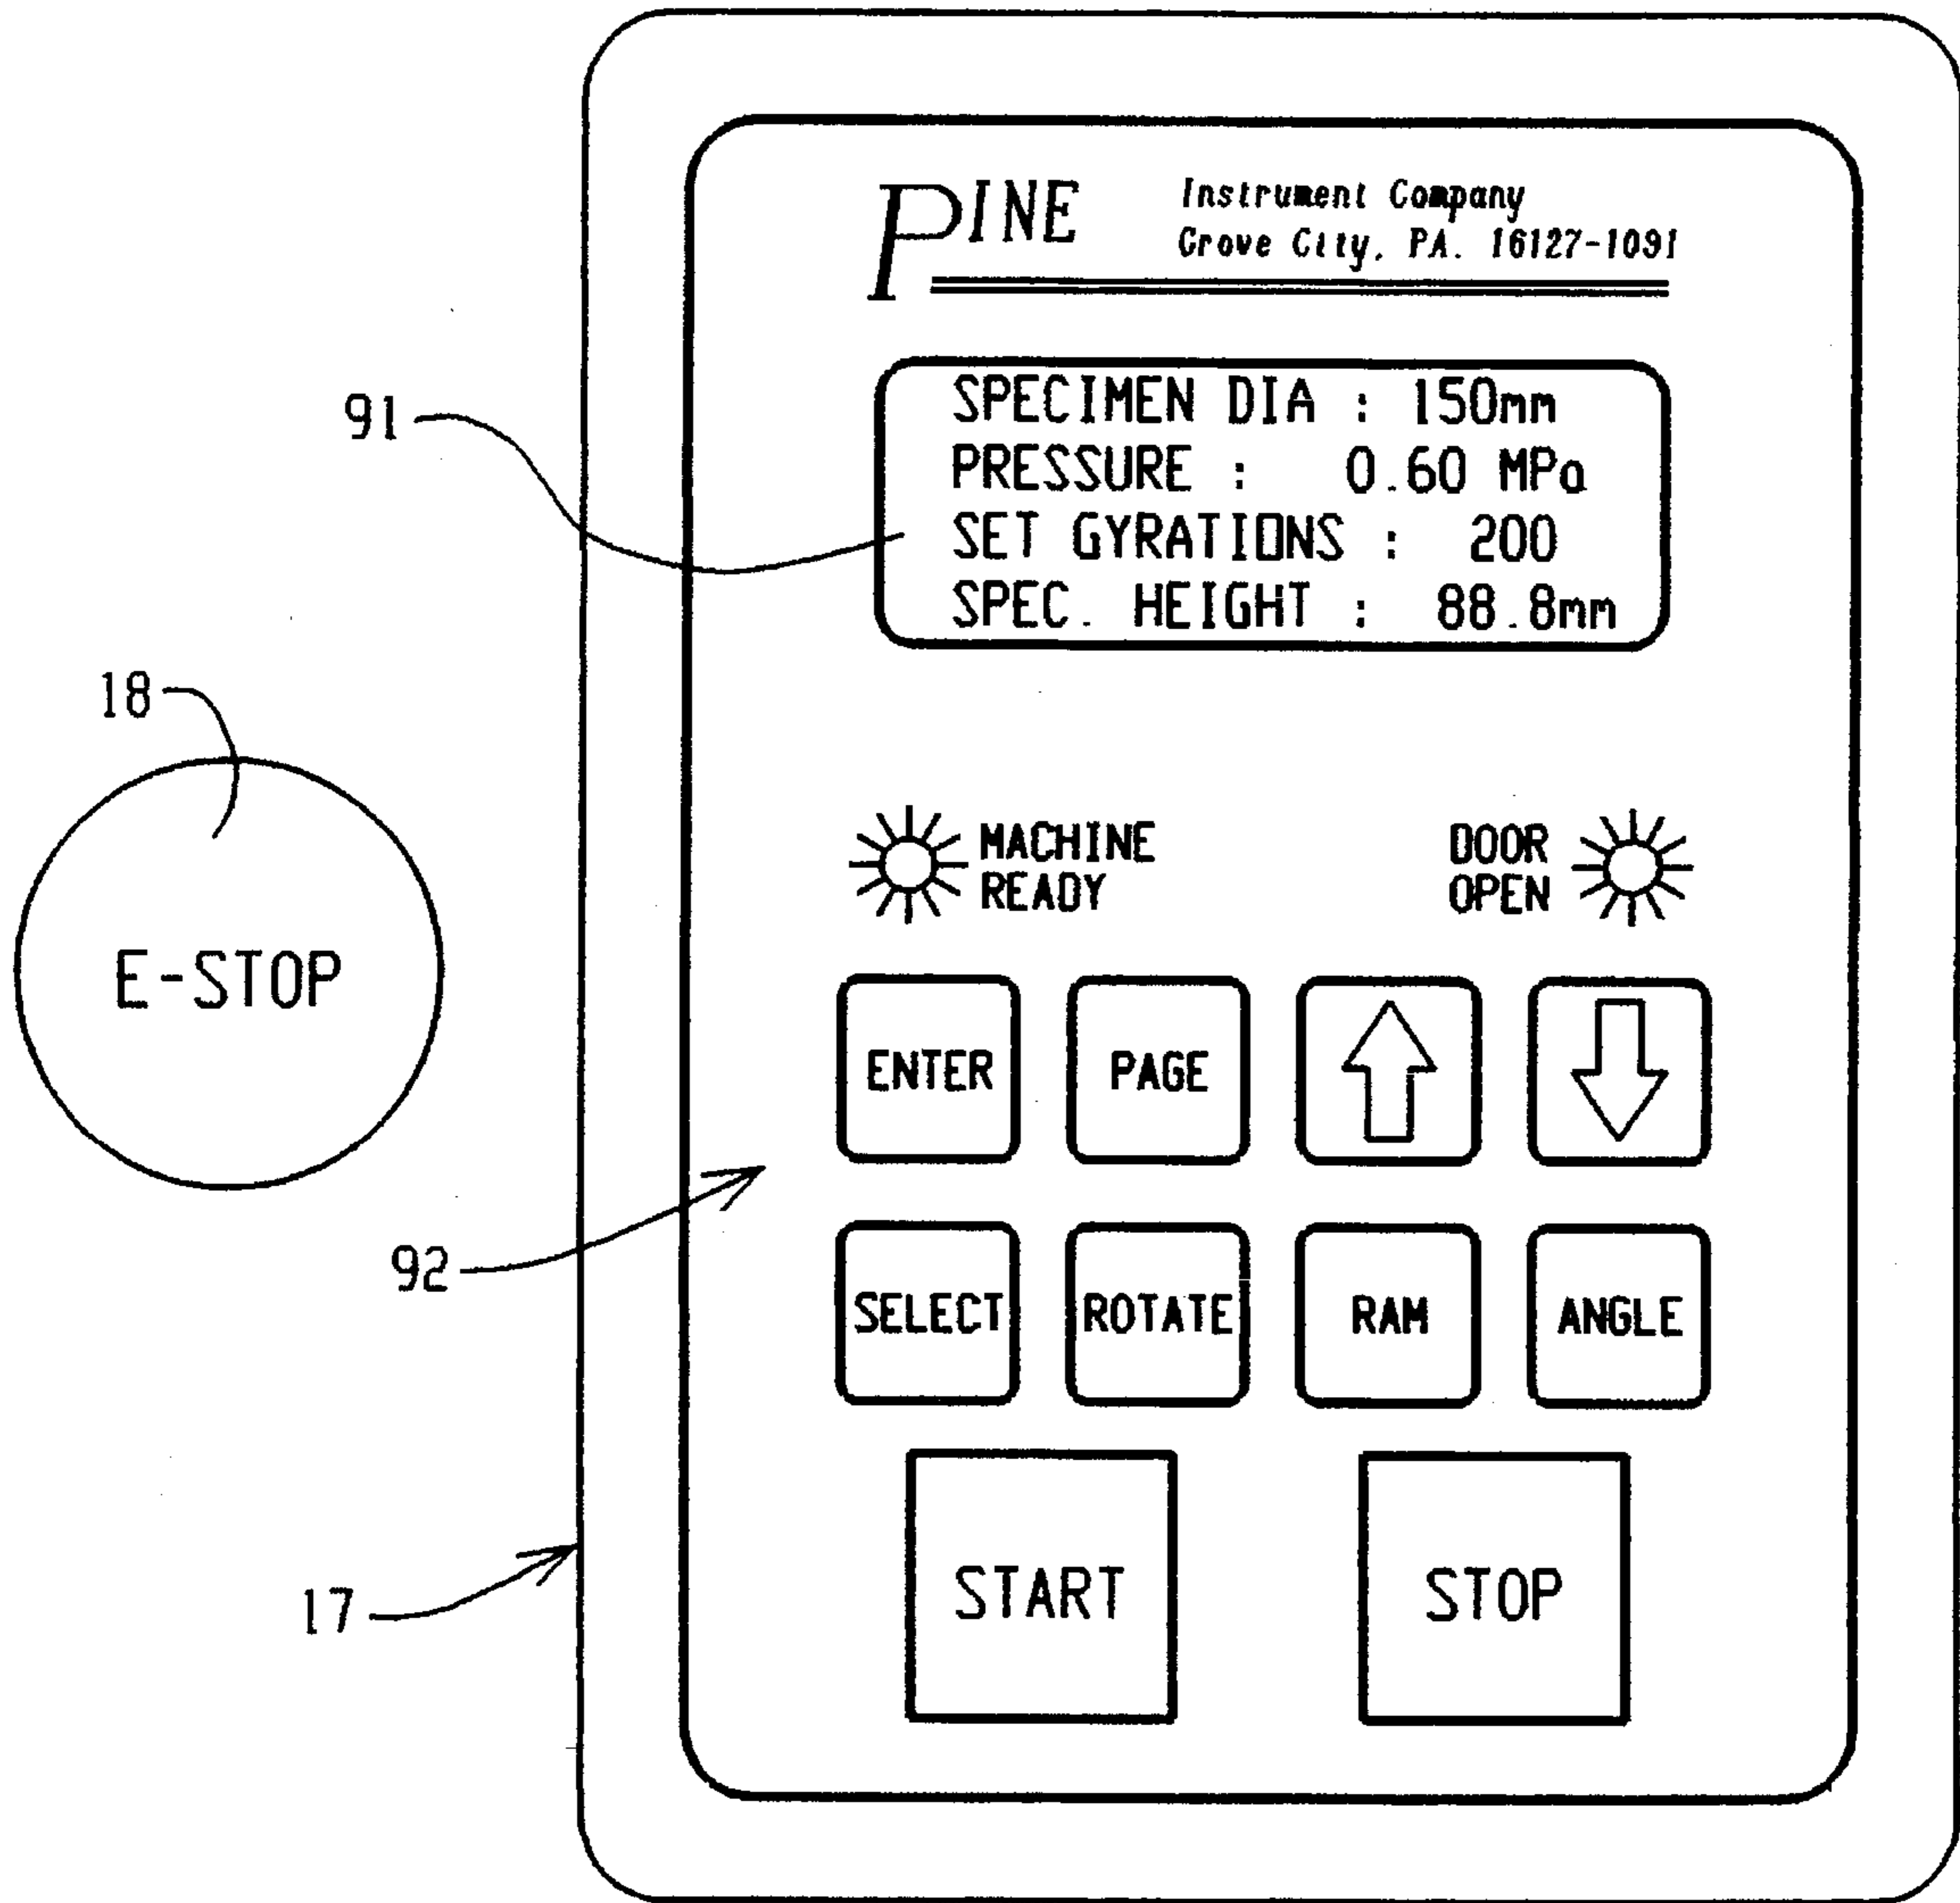 PINE
Instrument Company
Grove City, PA. 16127-1091
91
SPECIMEN DIA : 150mm
PRESSURE : 0.60 MPa
SET GYRATIONS : 200
SPEC. HEIGHT : 88.8mm
18
E-STOP
MACHINE
READY
DOOR
OPEN
ENTER
PAGE
92
SELECT
ROTATE
RAM
ANGLE
17
START
STOP